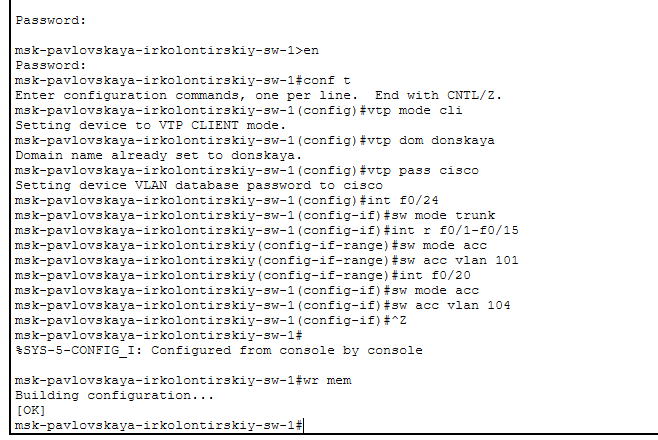 Password:
msk-pavlovskaya-irkolontirskiy-sw-1>en
Password:
msk-pavlovskaya-irkolontirskiy-sw-1#conf t
Enter configuration commands, one per line.  End with CNTL/Z.
msk-pavlovskaya-irkolontirskiy-sw-1(config)#vtp mode cli
Setting device to VTP CLIENT mode.
msk-pavlovskaya-irkolontirskiy-sw-1(config)#vtp dom donskaya
Domain name already set to donskaya.
msk-pavlovskaya-irkolontirskiy-sw-1(config)#vtp pass cisco
Setting device VLAN database password to cisco
msk-pavlovskaya-irkolontirskiy-sw-1(config)#int f0/24
msk-pavlovskaya-irkolontirskiy-sw-1(config-if)#sw mode trunk
msk-pavlovskaya-irkolontirskiy-sw-1(config-if)#int r f0/1-f0/15
msk-pavlovskaya-irkolontirskiy(config-if-range)#sw mode acc
msk-pavlovskaya-irkolontirskiy(config-if-range)#sw acc vlan 101
msk-pavlovskaya-irkolontirskiy(config-if-range)#int f0/20
msk-pavlovskaya-irkolontirskiy-sw-1(config-if)#sw mode acc
msk-pavlovskaya-irkolontirskiy-sw-1(config-if)#sw acc vlan 104
msk-pavlovskaya-irkolontirskiy-sw-1(config-if)#^Z
msk-pavlovskaya-irkolontirskiy-sw-1#
%SYS-5-CONFIG_I: Configured from console by console
msk-pavlovskaya-irkolontirskiy-sw-1#wr mem
Building configuration...
[OK]
msk-pavlovskaya-irkolontirskiy-sw-1#